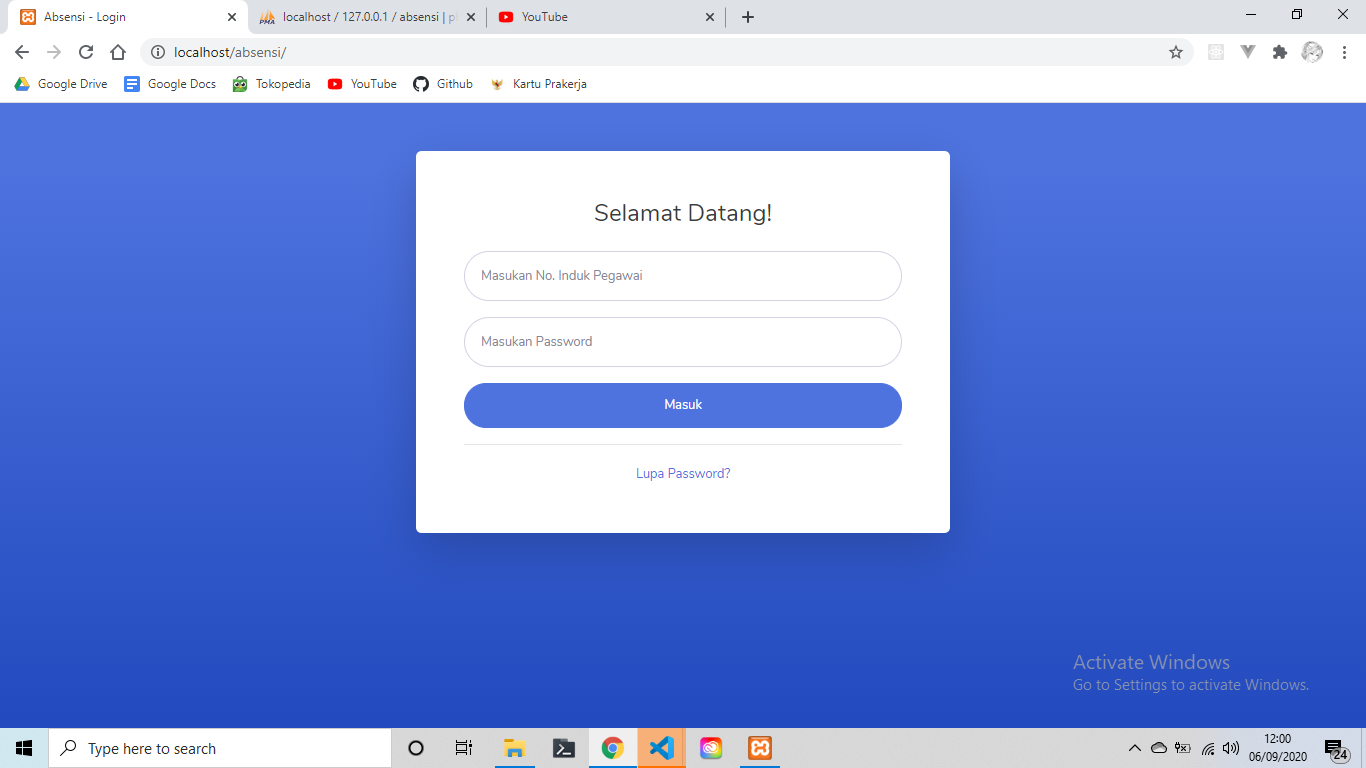 Absensi - Login
localhost / 127.0.0.1 / absensi | p
YouTube
localhost/absensi/
Google Drive
Google Docs
Tokopedia
YouTube
Github
Kartu Prakerja
Selamat Datang!
Masukan No. Induk Pegawai
Masukan Password
Masuk
Lupa Password?
Activate Windows
Go to Settings to activate Windows.
Type here to search
12:00
06/09/2020
24